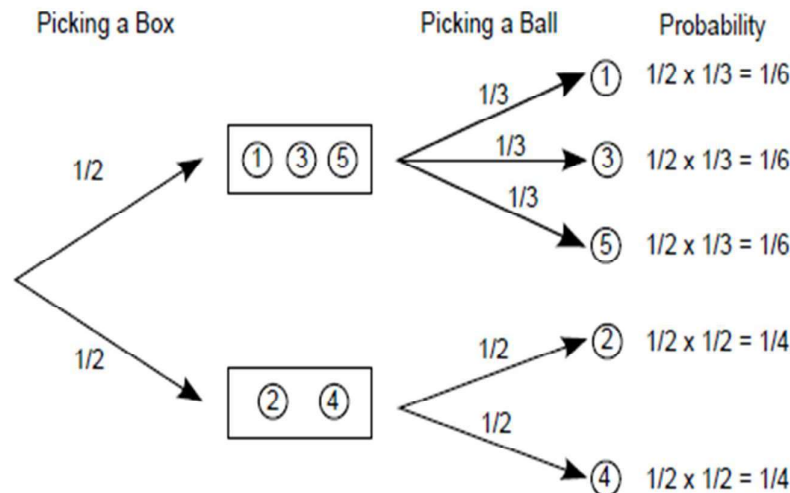 Picking a Box Picking a Ball Probability
1/3 1 1/2 x 1/3 = 1/6
1/2 1 3 5 1/3 3 1/2 x 1/3 = 1/6
1/3 5 1/2 x 1/3 = 1/6
1/2 2 4 1/2 2 1/2 x 1/2 = 1/4
1/2 4 1/2 x 1/2 = 1/4